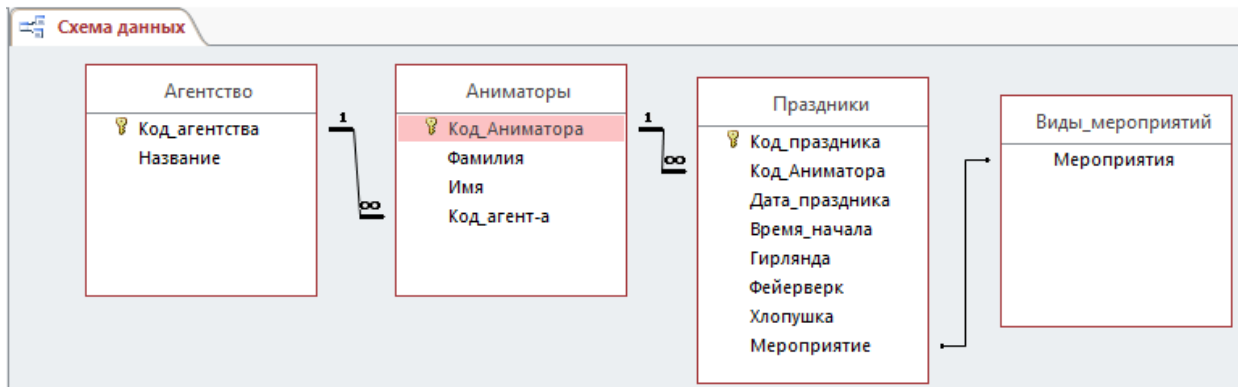 Схема данных
Агентство
Код_агентства
Название
1
∞
Аниматоры
Код_Аниматора
Фамилия
Имя
Код_агент-а
1
∞
Праздники
Код_праздника
Код_Аниматора
Дата_праздника
Время_начала
Гирлянда
Фейерверк
Хлопушка
Мероприятие
Виды_мероприятий
Мероприятия